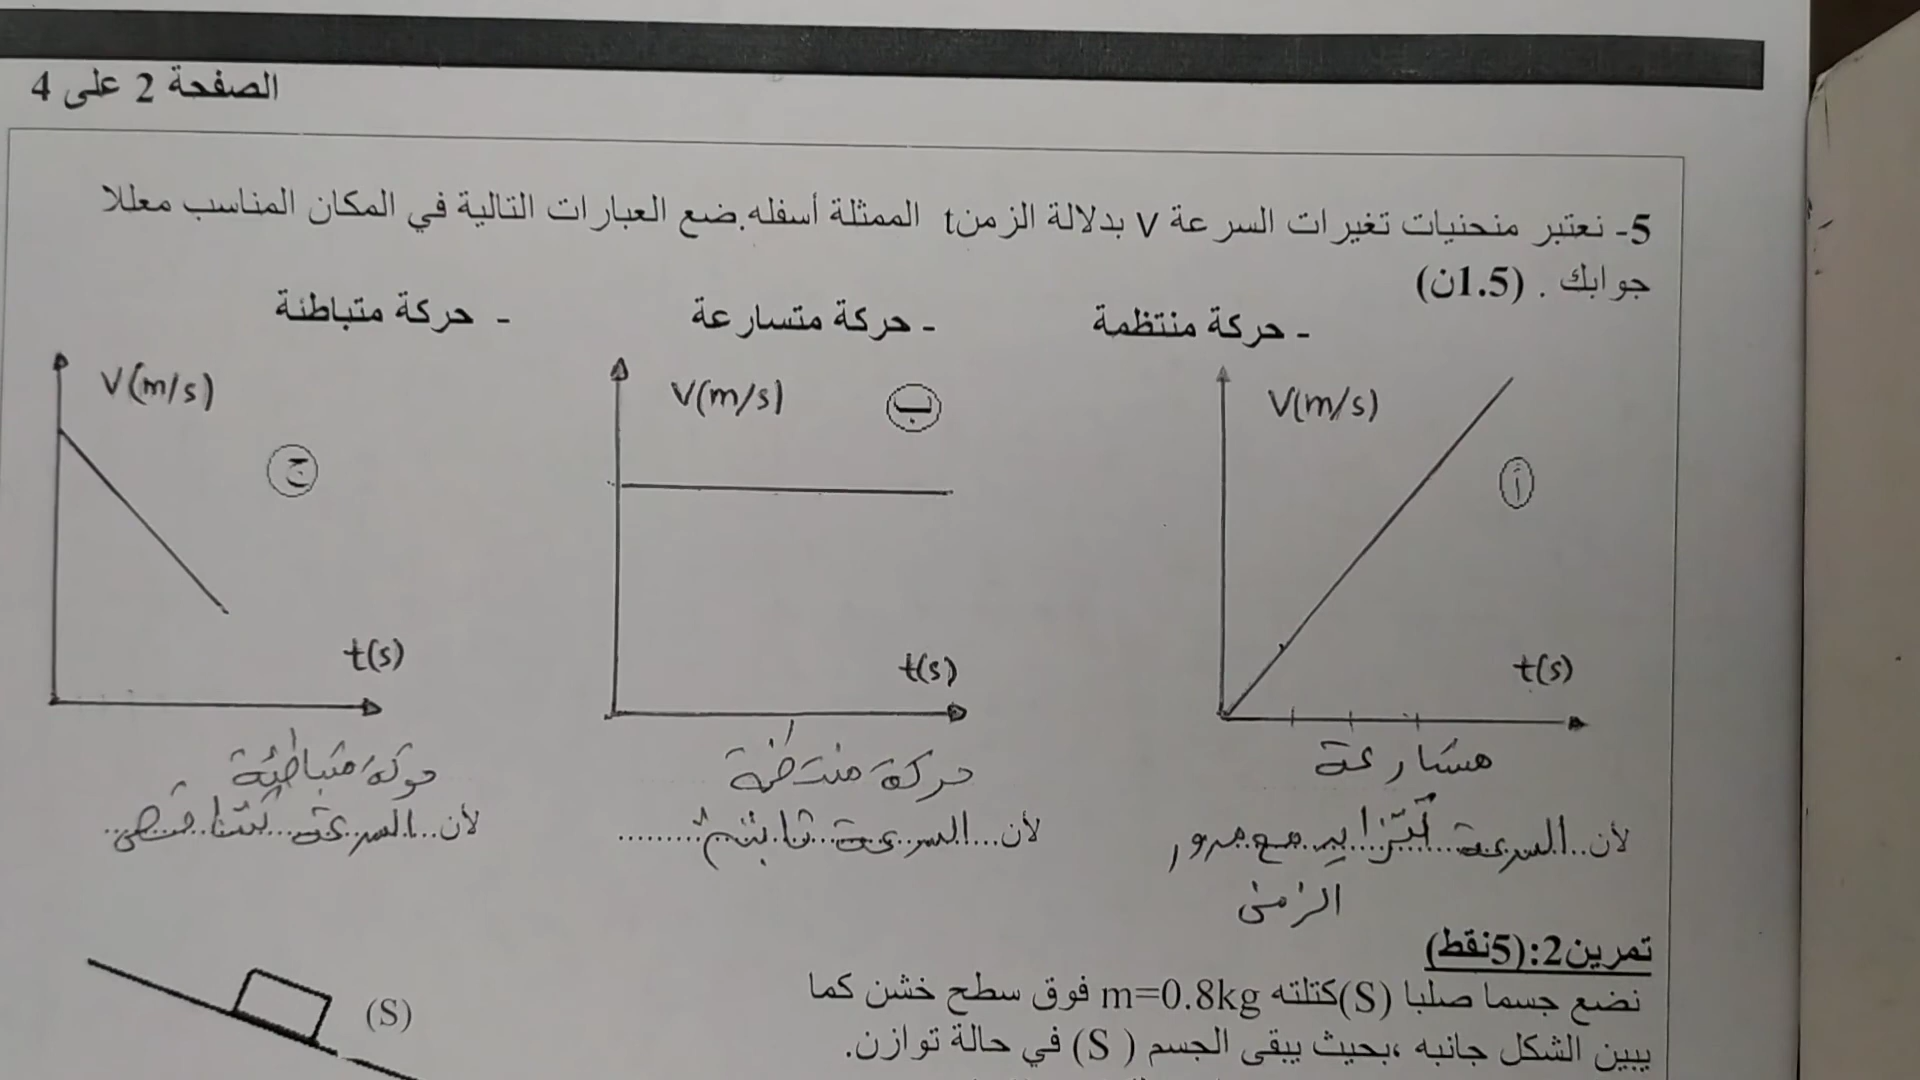 الصفحة 2 على 4
5- نعتبر منحنيات تغيرات السرعة V بدلالة الزمن t الممثلة أسفله. ضع العبارات التالية في المكان المناسب معللا
جوابك . (1.5ن)
- حركة منتظمة - حركة متسارعة - حركة متباطئة
V(m/s)
أ
t(s)
V(m/s)
ب
t(s)
V(m/s)
ج
t(s)
متسارعة
لأن...السرعة تتزايد مع مرور
الزمن
حركة منتظمة
لأن...السرعة ثابتة.........
حركة متباطئة
لأن...السرعة تتناقص...
تمرين2:(5نقط)
نضع جسما صلبا (S)كتلته m=0.8kg فوق سطح خشن كما
يبين الشكل جانبه ،بحيث يبقى الجسم ( S ) في حالة توازن.
(S)